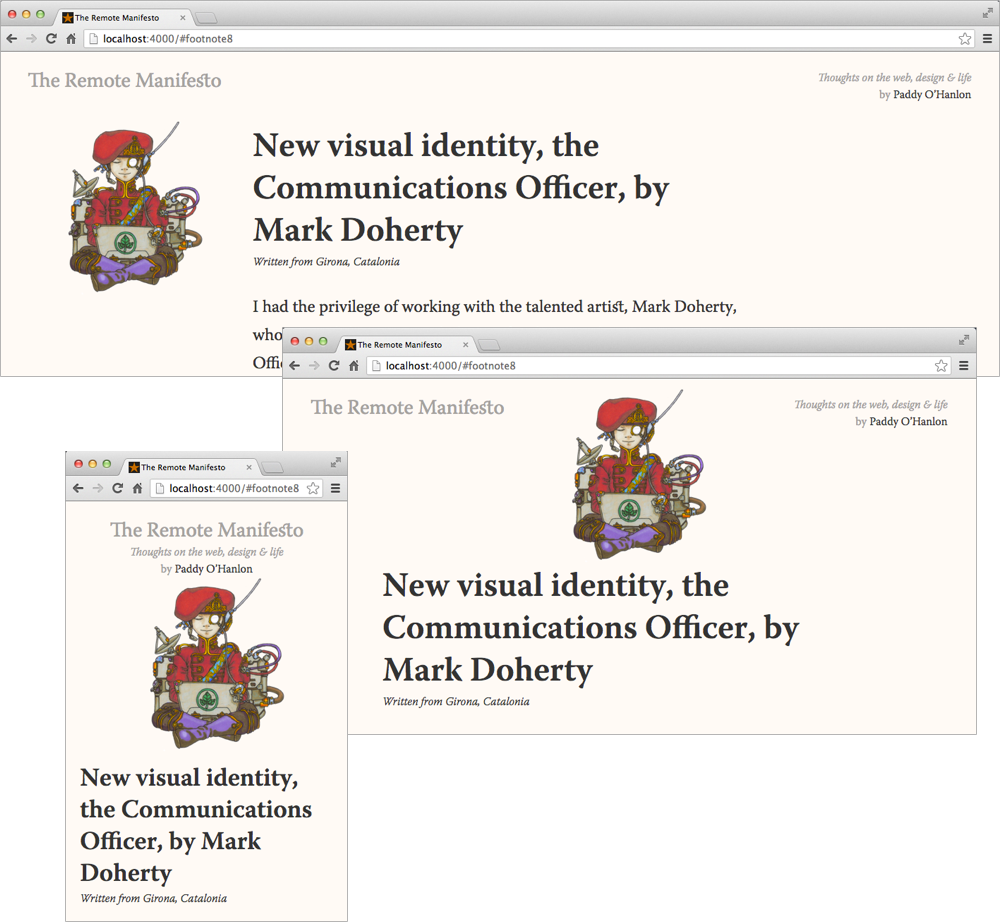 The Remote Manifesto
localhost:4000/#footnote8
The Remote Manifesto
Thoughts on the web, design & life
by Paddy O'Hanlon
New visual identity, the
Communications Officer, by
Mark Doherty
Written from Girona, Catalonia
I had the privilege of working with the talented artist, Mark Doherty,
who
The Remote Manifesto
localhost:4000/#footnote8
The Remote Manifesto
Thoughts on the web, design & life
by Paddy O'Hanlon
New visual identity, the
Communications Officer, by
Mark Doherty
Written from Girona, Catalonia
The Remote Manifesto
localhost:4000/#footnote8
The Remote Manifesto
Thoughts on the web, design & life
by Paddy O'Hanlon
New visual identity,
the Communications
Officer, by Mark
Doherty
Written from Girona, Catalonia